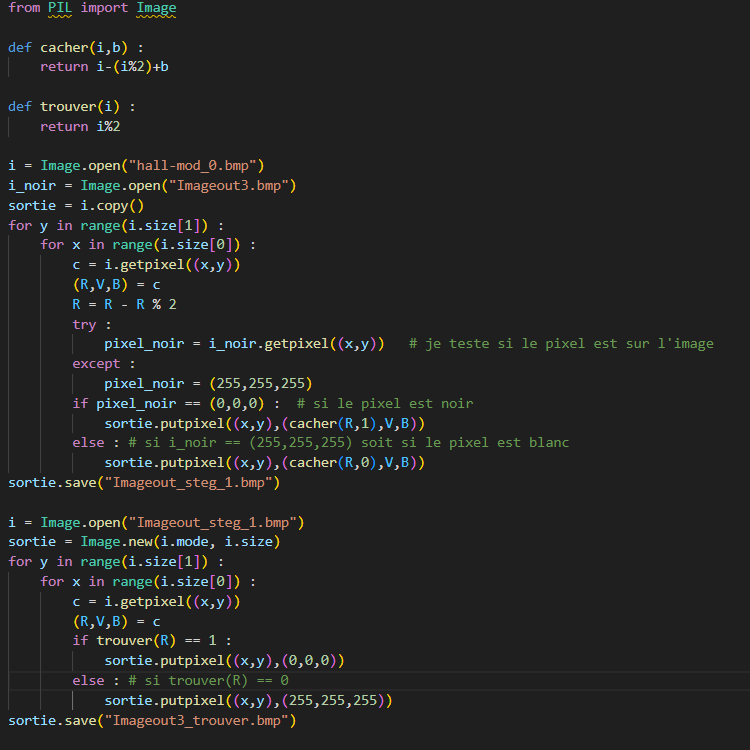 from PIL import Image

def cacher(i,b) :
    return i-(i%2)+b

def trouver(i) :
    return i%2

i = Image.open("hall-mod_0.bmp")
i_noir = Image.open("Imageout3.bmp")
sortie = i.copy()
for y in range(i.size[1]) :
    for x in range(i.size[0]) :
        c = i.getpixel((x,y))
        (R,V,B) = c
        R = R - R % 2
        try :
            pixel_noir = i_noir.getpixel((x,y))   # je teste si le pixel est sur l'image
        except :
            pixel_noir = (255,255,255)
        if pixel_noir == (0,0,0) :  # si le pixel est noir
            sortie.putpixel((x,y),(cacher(R,1),V,B))
        else : # si i_noir == (255,255,255) soit si le pixel est blanc
            sortie.putpixel((x,y),(cacher(R,0),V,B))
sortie.save("Imageout_steg_1.bmp")

i = Image.open("Imageout_steg_1.bmp")
sortie = Image.new(i.mode, i.size)
for y in range(i.size[1]) :
    for x in range(i.size[0]) :
        c = i.getpixel((x,y))
        (R,V,B) = c
        if trouver(R) == 1 :
            sortie.putpixel((x,y),(0,0,0))
        else : # si trouver(R) == 0
            sortie.putpixel((x,y),(255,255,255))
sortie.save("Imageout3_trouver.bmp")